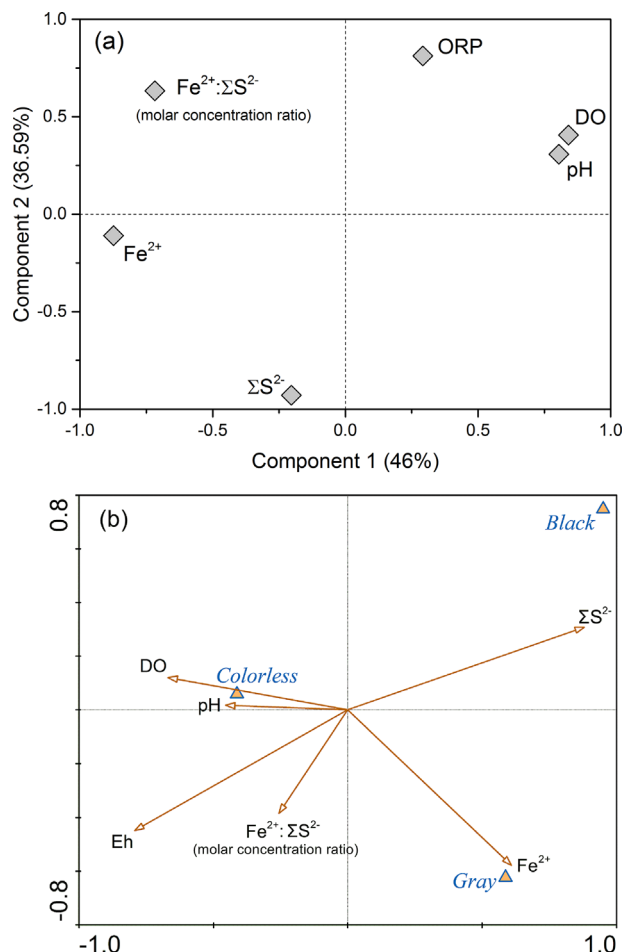 (a)
ORP
Fe²⁺:ΣS²⁻
(molar concentration ratio)
DO
pH
Fe²⁺
ΣS²⁻
1.0
0.5
0.0
-0.5
-1.0
Component 2 (36.59%)
-1.0
-0.5
0.0
0.5
1.0
Component 1 (46%)
(b)
0.8
-0.8
Black
ΣS²⁻
DO
Colorless
pH
Eh
Fe²⁺: ΣS²⁻
(molar concentration ratio)
Fe²⁺
Gray
-1.0
1.0